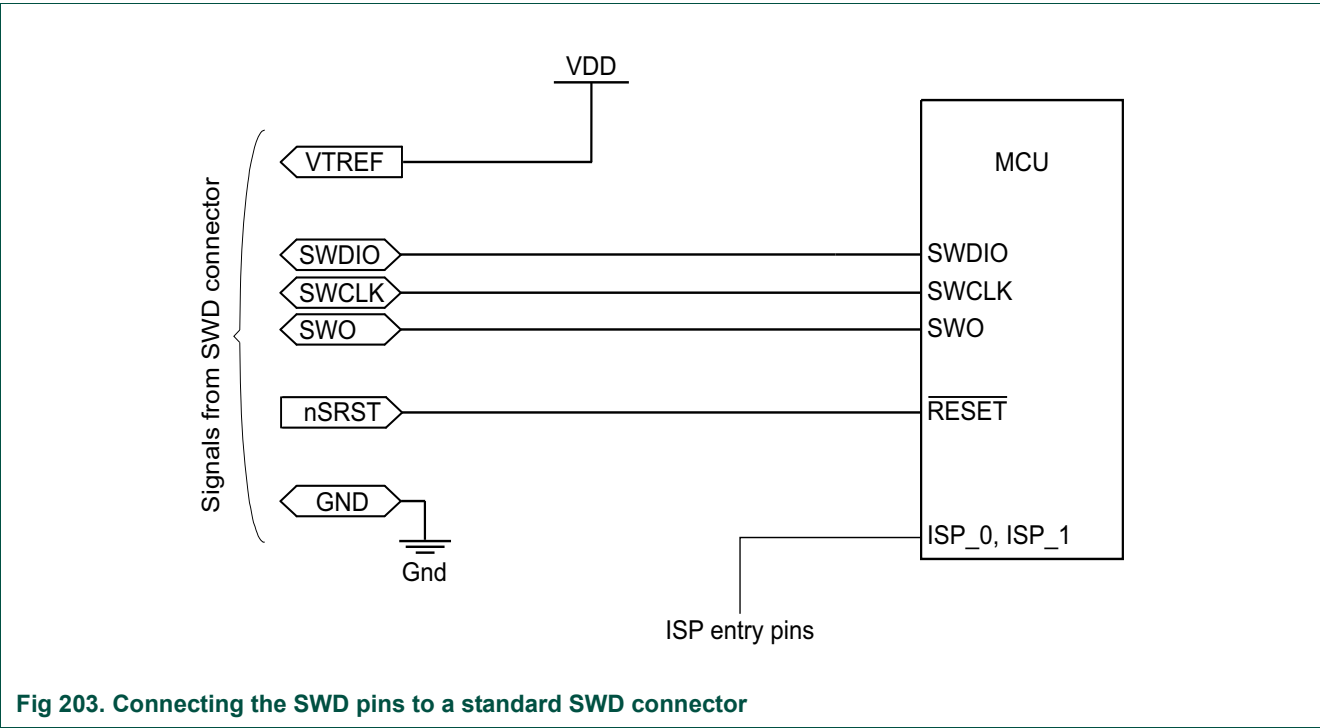 VDD
VTREF
MCU
Signals from SWD connector
SWDIO
SWDIO
SWCLK
SWCLK
SWO
SWO
nSRST
RESET
GND
Gnd
ISP_0, ISP_1
ISP entry pins
Fig 203. Connecting the SWD pins to a standard SWD connector